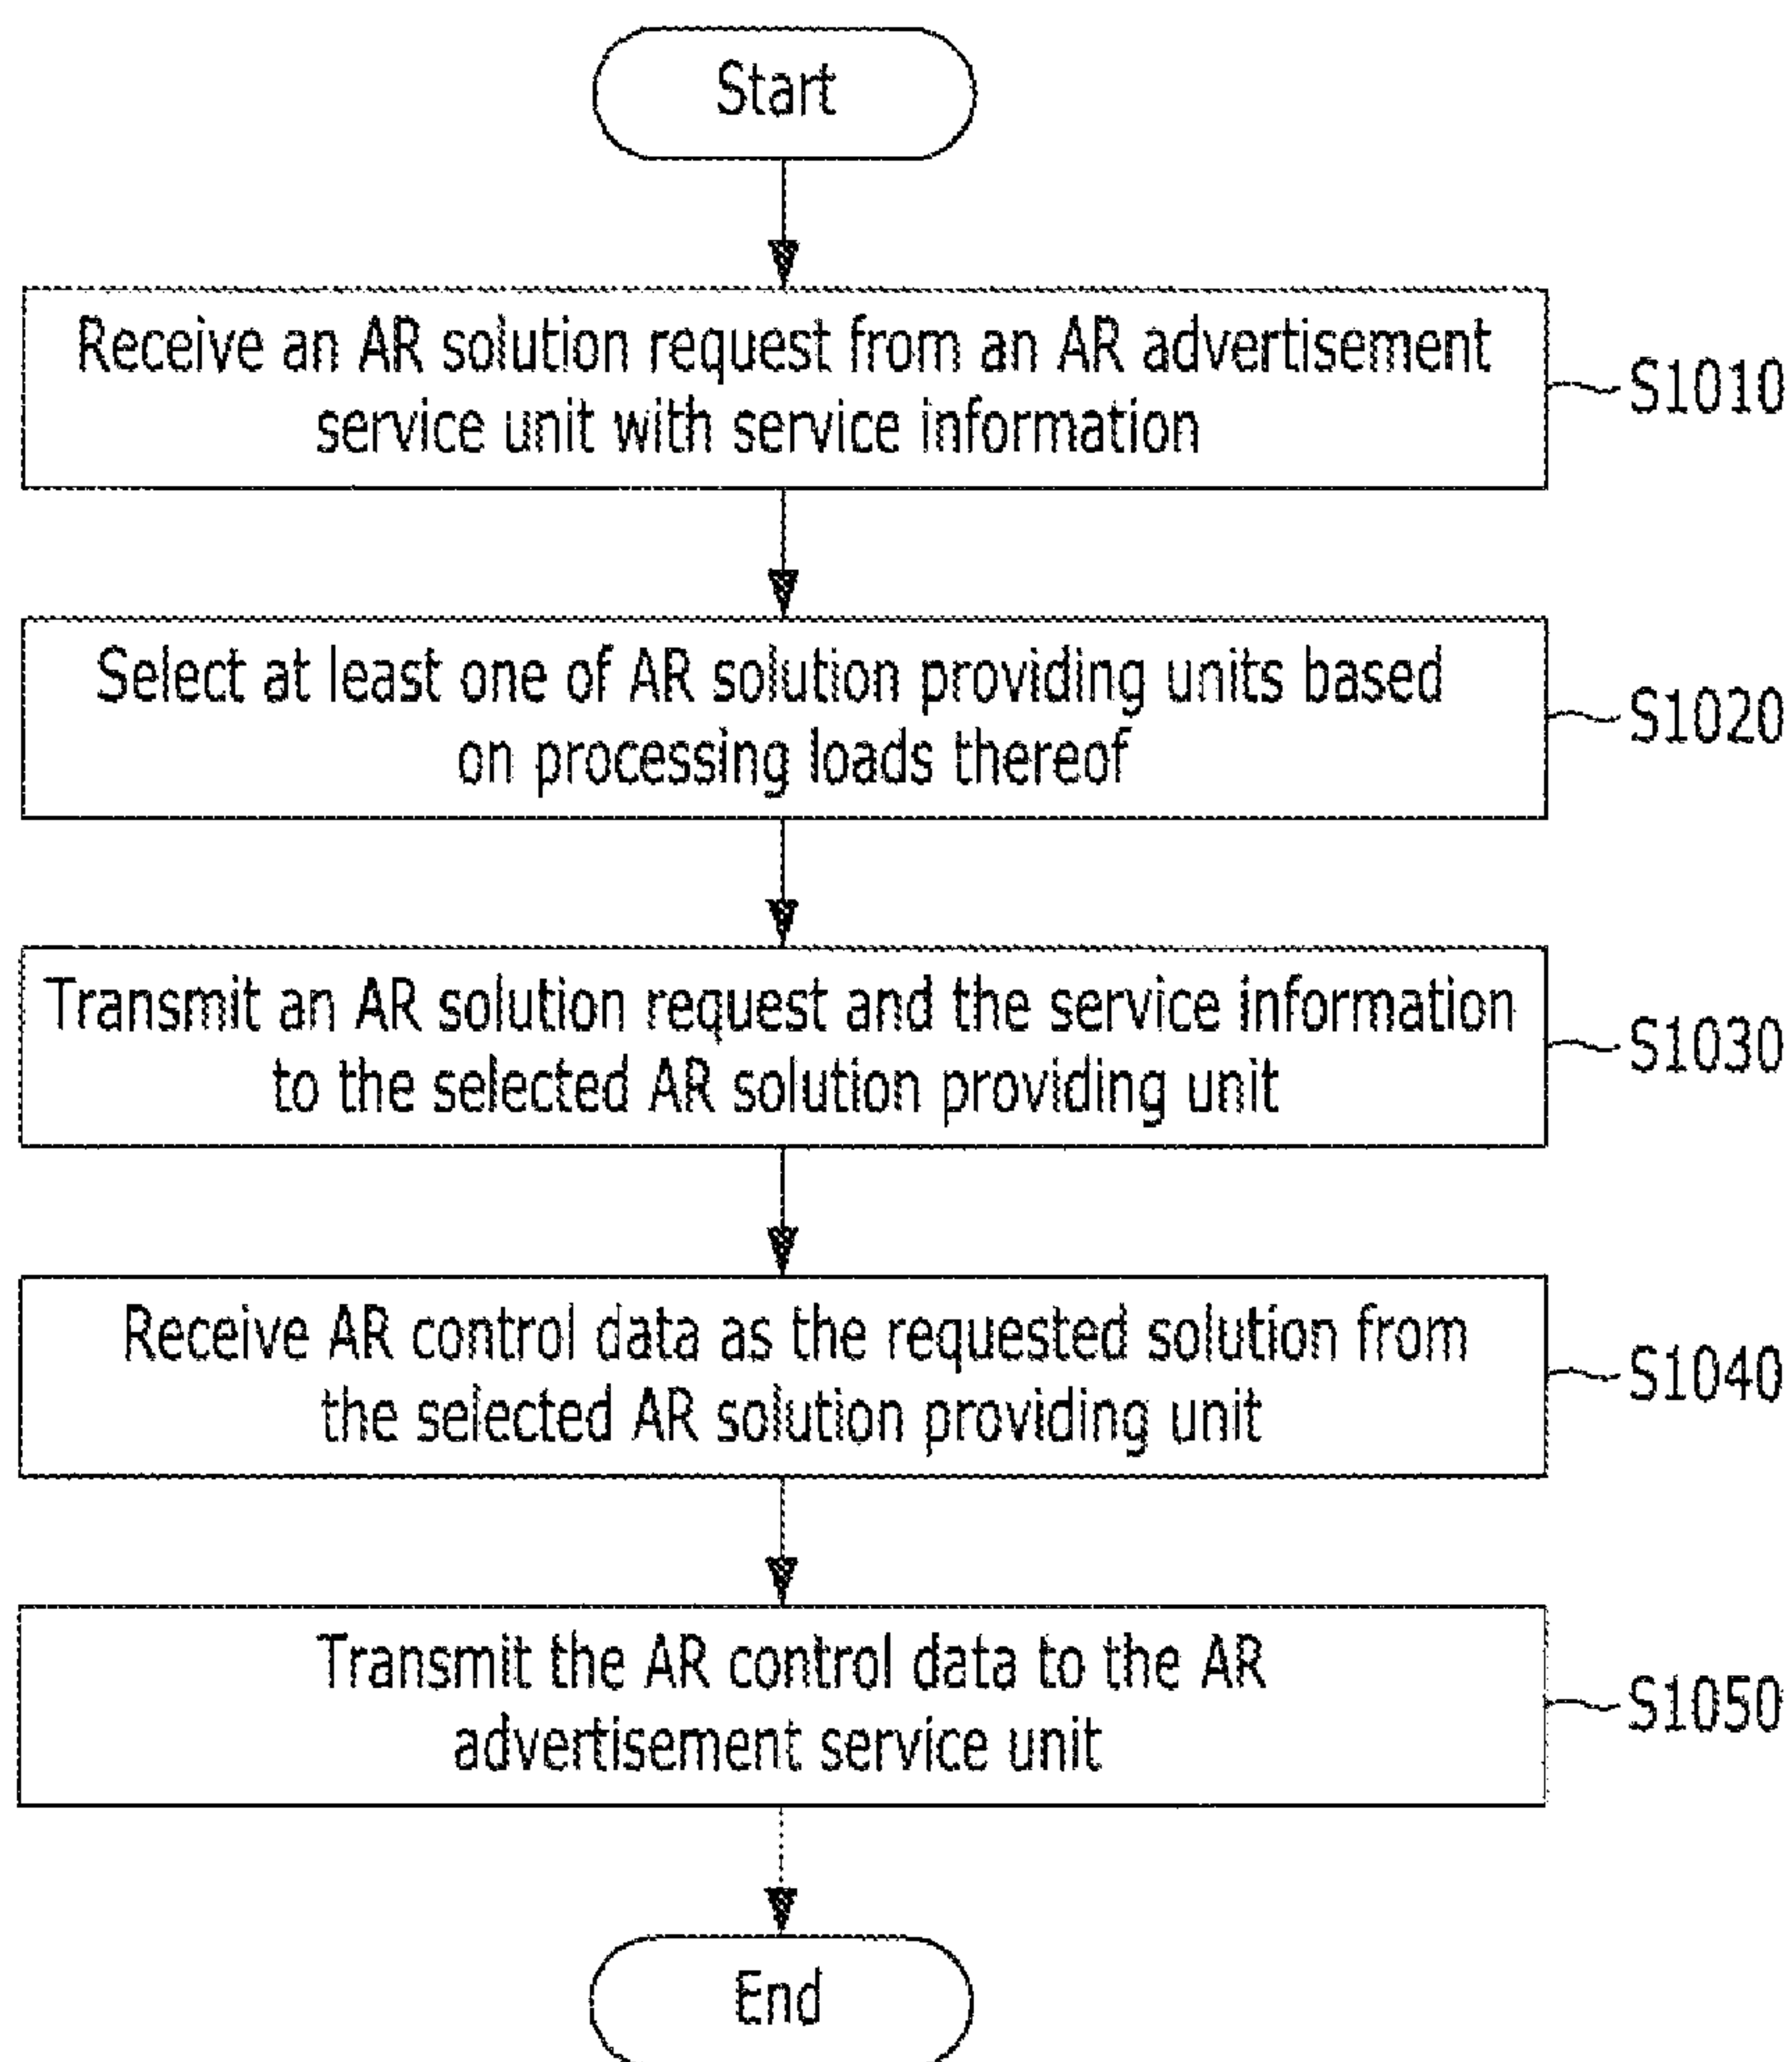 Start
Receive an AR solution request from an AR advertisement
service unit with service information
S1010
Select at least one of AR solution providing units based
on processing loads thereof
S1020
Transmit an AR solution request and the service information
to the selected AR solution providing unit
S1030
Receive AR control data as the requested solution from
the selected AR solution providing unit
S1040
Transmit the AR control data to the AR
advertisement service unit
S1050
End